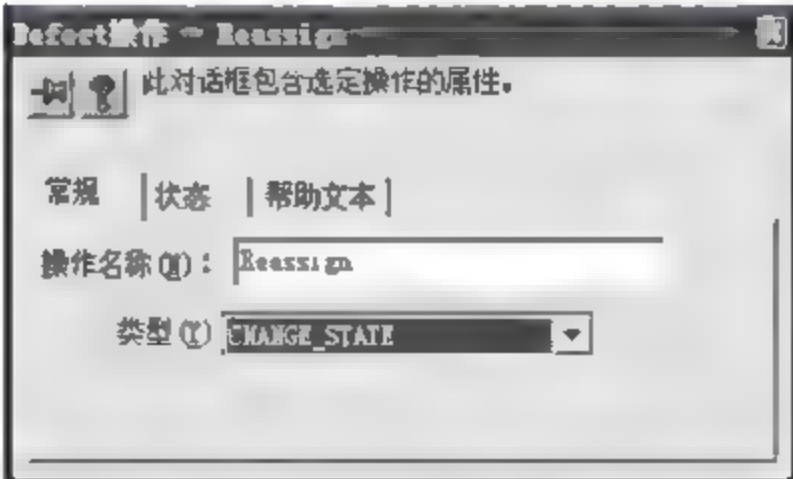 Defect操作 - Reassign
此对话框包含选定操作的属性。
常规 状态 帮助文本
操作名称(N)： Reassign
类型(Y) CHANGE_STATE